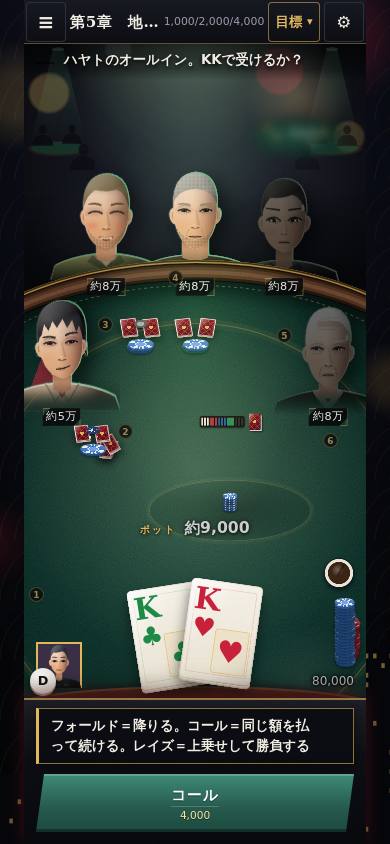 第5章　地… 1,000/2,000/4,000 目標 ▾
ハヤトのオールイン。KKで受けるか？
約8万
4
約8万
約8万
3
5
約5万
約8万
2
6
ポット 約9,000
1
K
K
D
80,000
フォールド＝降りる。コール＝同じ額を払
って続ける。レイズ＝上乗せして勝負する
コール
4,000